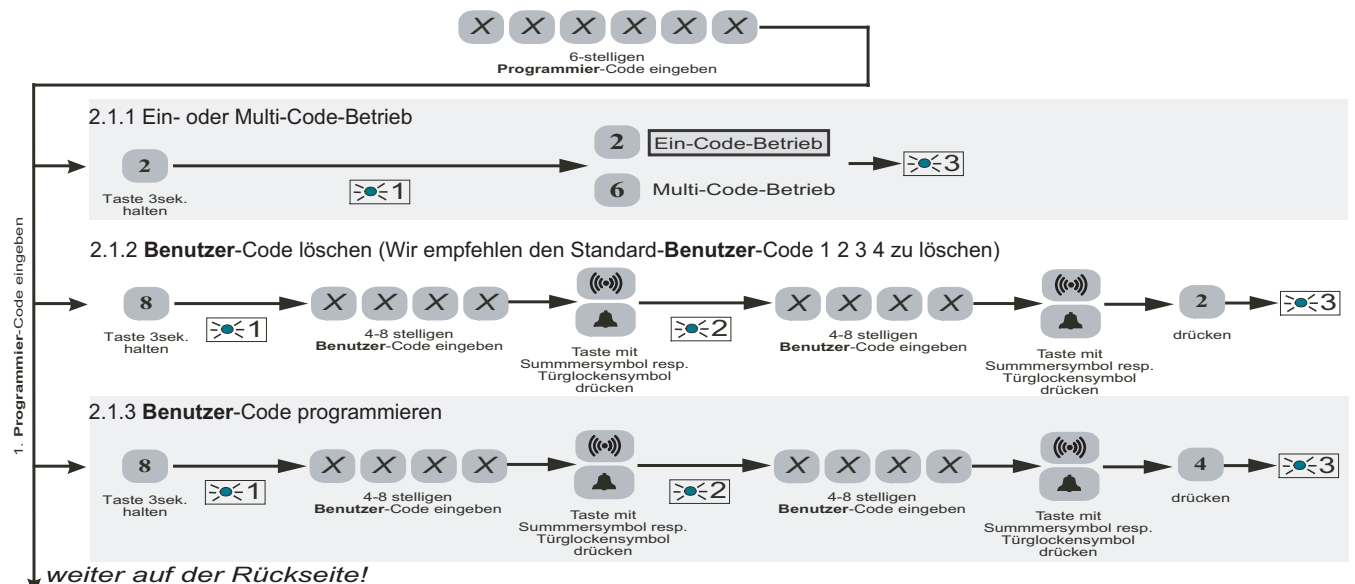 X X X X X X
6-stelligen
Programmier-Code eingeben
1. Programmier-Code eingeben
2.1.1 Ein- oder Multi-Code-Betrieb
2
Taste 3sek.
halten
1
2 Ein-Code-Betrieb
6 Multi-Code-Betrieb
3
2.1.2 Benutzer-Code löschen (Wir empfehlen den Standard-Benutzer-Code 1 2 3 4 zu löschen)
8
Taste 3sek.
halten
1
X X X X
4-8 stelligen
Benutzer-Code eingeben
Taste mit
Summmersymbol resp.
Türglockensymbol
drücken
2
X X X X
4-8 stelligen
Benutzer-Code eingeben
Taste mit
Summmersymbol resp.
Türglockensymbol
drücken
2
drücken
3
2.1.3 Benutzer-Code programmieren
8
Taste 3sek.
halten
1
X X X X
4-8 stelligen
Benutzer-Code eingeben
Taste mit
Summmersymbol resp.
Türglockensymbol
drücken
2
X X X X
4-8 stelligen
Benutzer-Code eingeben
Taste mit
Summmersymbol resp.
Türglockensymbol
drücken
4
drücken
3
weiter auf der Rückseite!